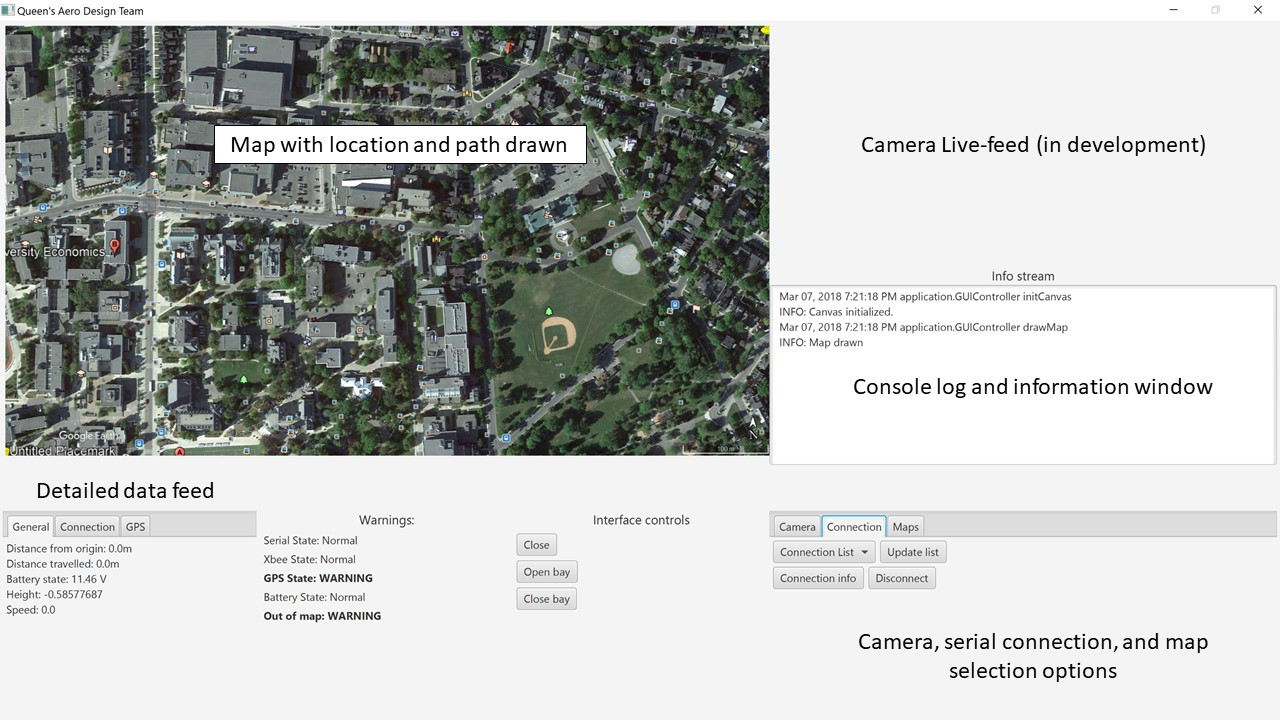 Queen's Aero Design Team
Map with location and path drawn
versity Economics
Google Earth
Untitled Placemark
N
100 m
Camera Live-feed (in development)
Info stream
Mar 07, 2018 7:21:18 PM application.GUIController initCanvas
INFO: Canvas initialized.
Mar 07, 2018 7:21:18 PM application.GUIController drawMap
INFO: Map drawn
Console log and information window
Detailed data feed
General Connection GPS
Distance from origin: 0.0m
Distance travelled: 0.0m
Battery state: 11.46 V
Height: -0.58577687
Speed: 0.0
Warnings:
Serial State: Normal
Xbee State: Normal
GPS State: WARNING
Battery State: Normal
Out of map: WARNING
Interface controls
Close
Open bay
Close bay
Camera Connection Maps
Connection List Update list
Connection info Disconnect
Camera, serial connection, and map
selection options